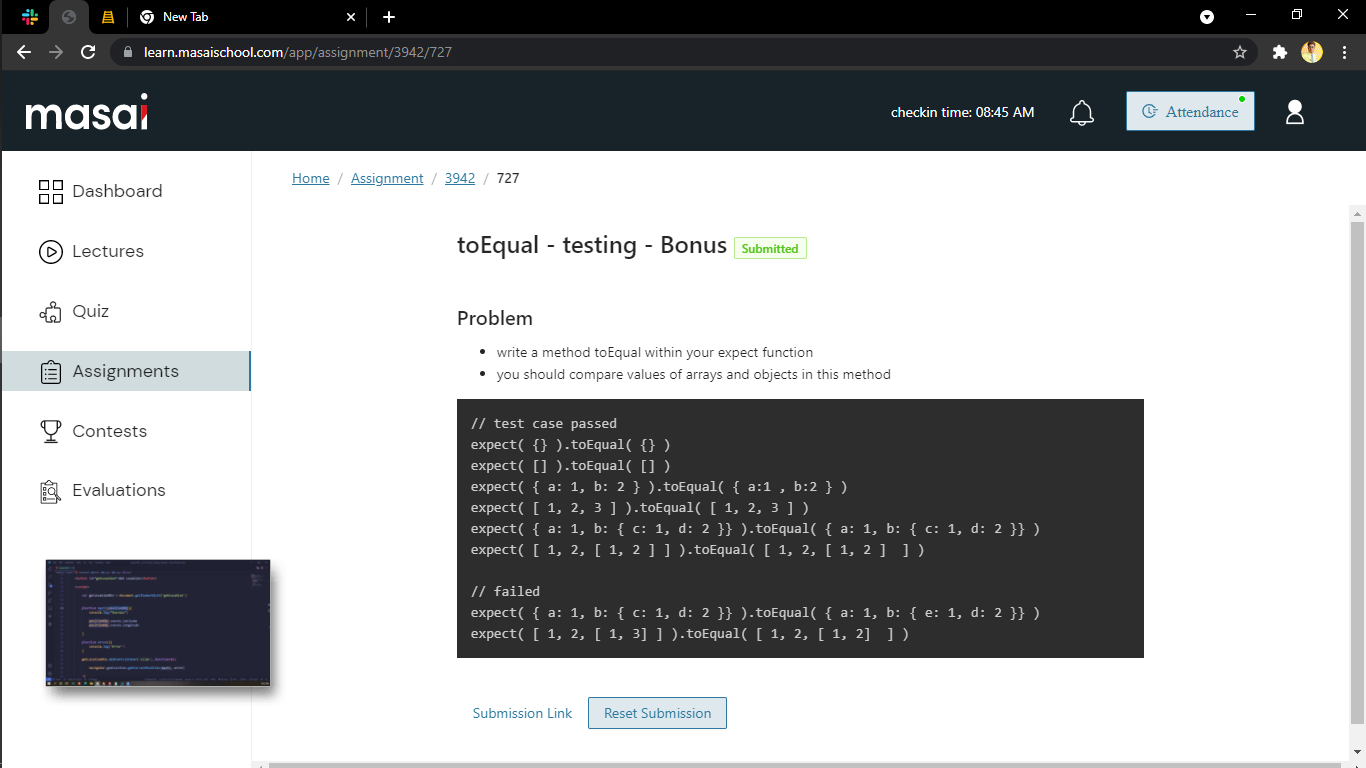 New Tab
learn.masaischool.com/app/assignment/3942/727
masai
checkin time: 08:45 AM
Attendance
Dashboard
Lectures
Quiz
Assignments
Contests
Evaluations
Home / Assignment / 3942 / 727
toEqual - testing - Bonus Submitted
Problem
• write a method toEqual within your expect function
• you should compare values of arrays and objects in this method
// test case passed
expect( {} ).toEqual( {} )
expect( [] ).toEqual( [] )
expect( { a: 1, b: 2 } ).toEqual( { a:1 , b:2 } )
expect( [ 1, 2, 3 ] ).toEqual( [ 1, 2, 3 ] )
expect( { a: 1, b: { c: 1, d: 2 }} ).toEqual( { a: 1, b: { c: 1, d: 2 }} )
expect( [ 1, 2, [ 1, 2 ] ] ).toEqual( [ 1, 2, [ 1, 2 ]  ] )
// failed
expect( { a: 1, b: { c: 1, d: 2 }} ).toEqual( { a: 1, b: { e: 1, d: 2 }} )
expect( [ 1, 2, [ 1, 3] ] ).toEqual( [ 1, 2, [ 1, 2]  ] )
Submission Link
Reset Submission